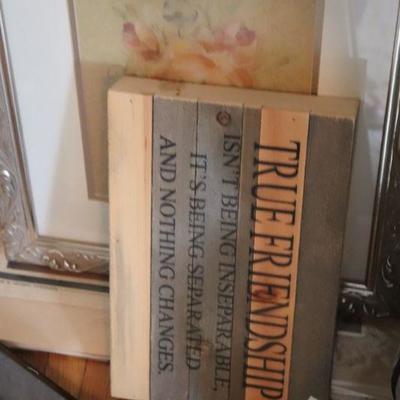 TRUE FRIENDSHIP
ISN'T BEING INSEPARABLE,
IT'S BEING SEPARATED
AND NOTHING CHANGES.